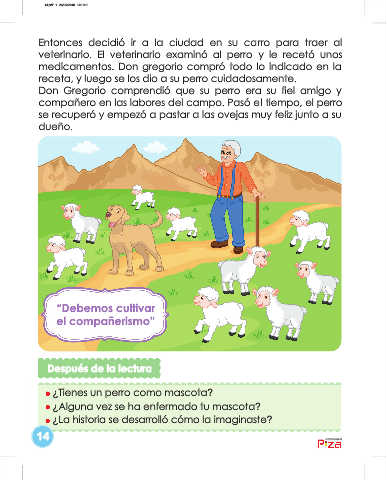 Entonces decidió ir a la ciudad en su carro para traer al
veterinario. El veterinario examinó al perro y le recetó unos
medicamentos. Don gregorio compró todo lo indicado en la
receta, y luego se los dio a su perro cuidadosamente.
Don Gregorio comprendió que su perro era su fiel amigo y
compañero en las labores del campo. Pasó el tiempo, el perro
se recuperó y empezó a pastar a las ovejas muy feliz junto a su
dueño.
"Debemos cultivar
el compañerismo"
Después de la lectura
¿Tienes un perro como mascota?
¿Alguna vez se ha enfermado tu mascota?
¿La historia se desarrolló cómo la imaginaste?
14